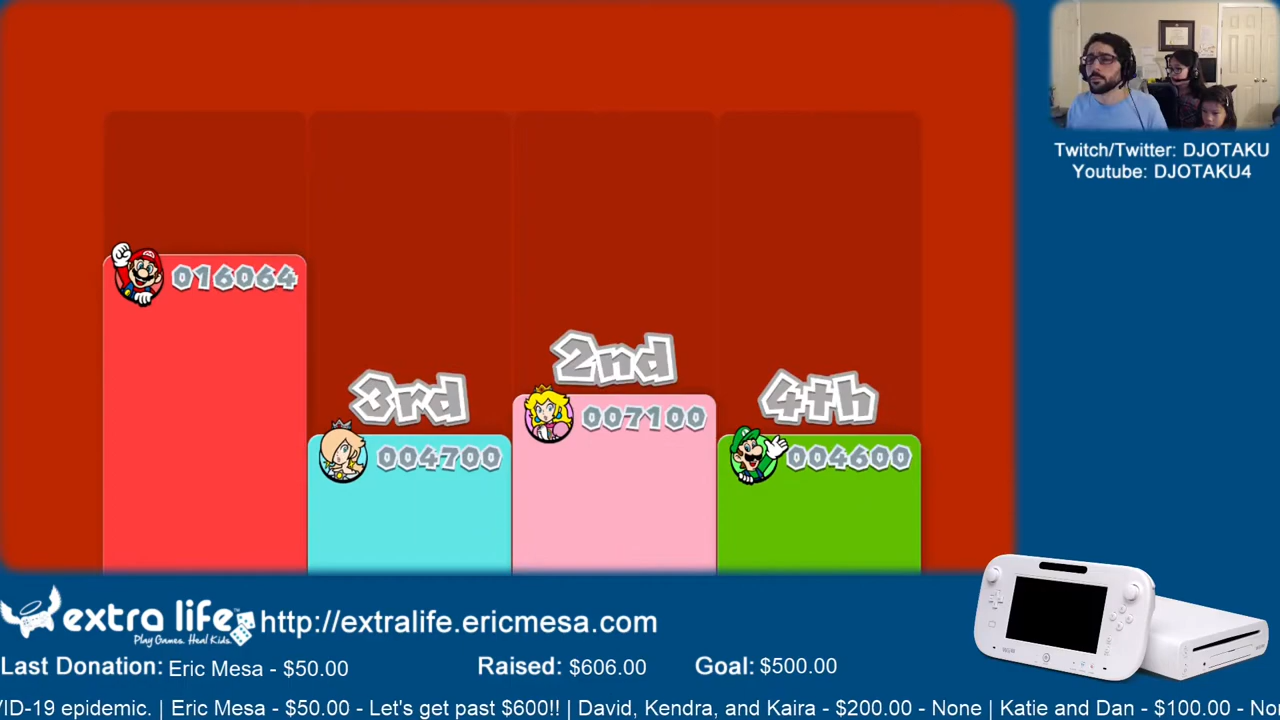 Twitch/Twitter: DJOTAKU
Youtube: DJOTAKU4
016064
3rd
004700
2nd
007100
4th
004600
extra life
Play Games. Heal Kids.
http://extralife.ericmesa.com
Last Donation: Eric Mesa - $50.00
Raised: $606.00
Goal: $500.00
VID-19 epidemic. | Eric Mesa - $50.00 - Let's get past $600!! | David, Kendra, and Kaira - $200.00 - None | Katie and Dan - $100.00 - No